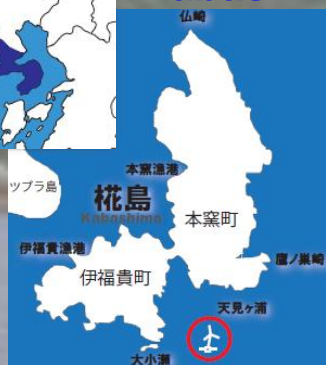 仏崎
本窯漁港
ツブラ島
椛島
Kabashima
本窯町
伊福貴漁港
鷹ノ巣崎
伊福貴町
天見ヶ浦
大小瀬